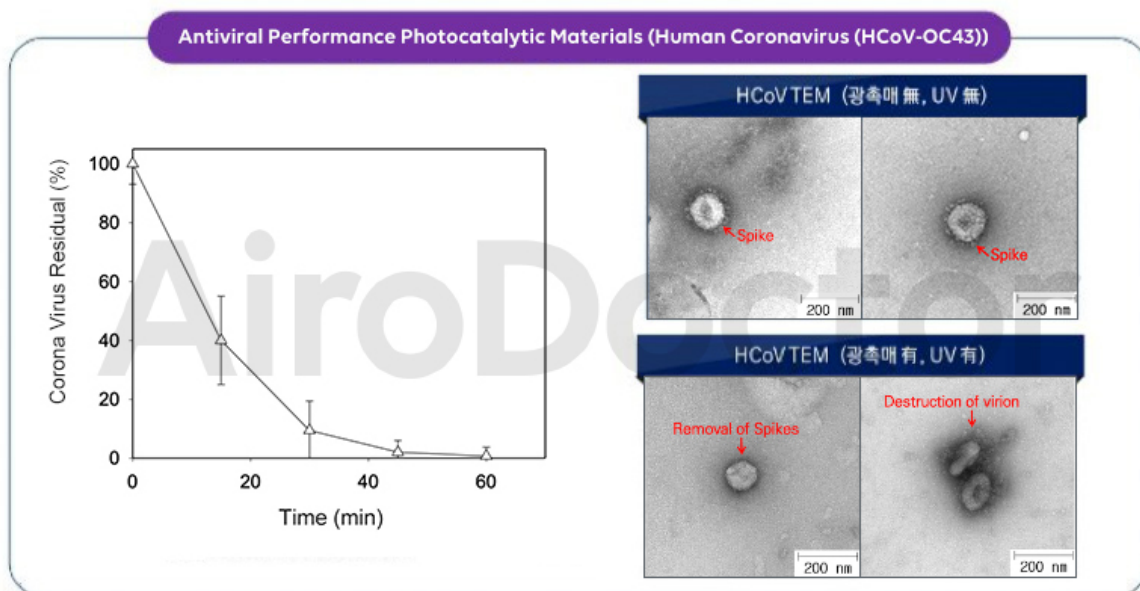 Antiviral Performance Photocatalytic Materials (Human Coronavirus (HCoV-OC43))
Corona Virus Residual (%)
100
80
60
40
20
0
0
20
40
60
Time (min)
HCoV TEM (광촉매 無, UV 無)
Spike
200 nm
Spike
200 nm
HCoV TEM (광촉매 有, UV 有)
Removal of Spikes
200 nm
Destruction of virion
200 nm
AiroDoctor